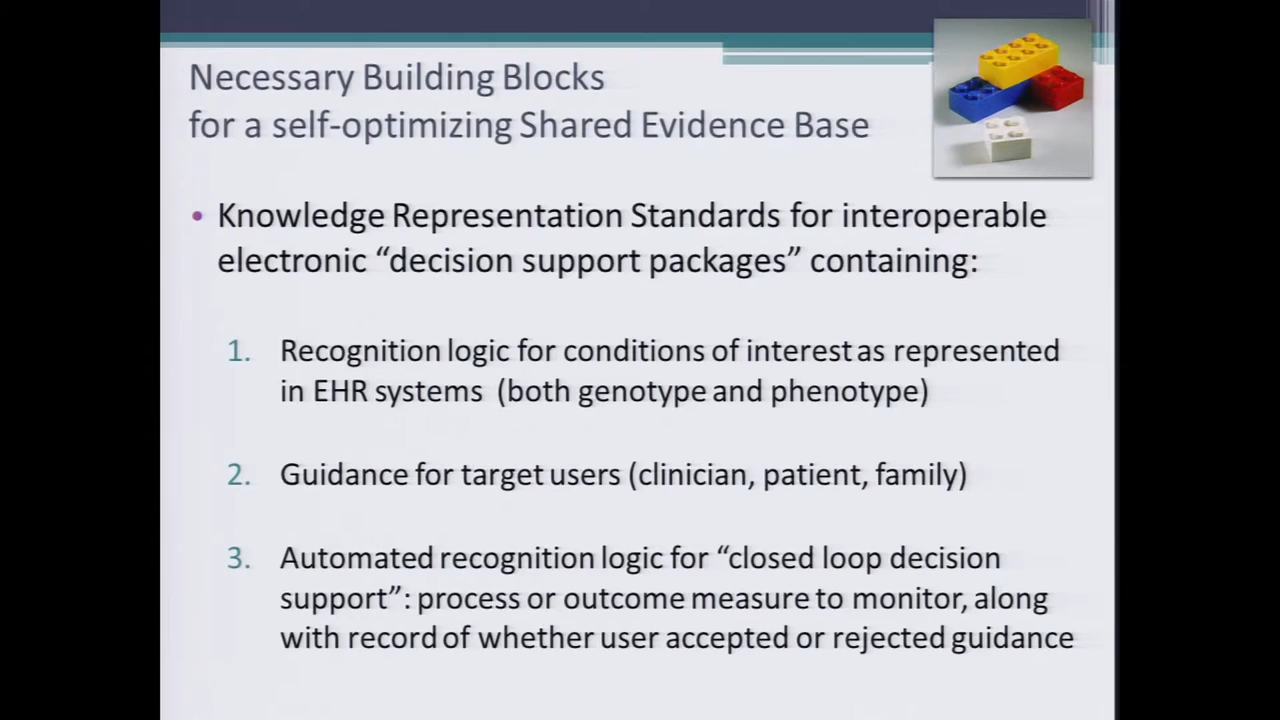 Necessary Building Blocks
for a self-optimizing Shared Evidence Base
• Knowledge Representation Standards for interoperable
electronic “decision support packages” containing:
1. Recognition logic for conditions of interest as represented
in EHR systems (both genotype and phenotype)
2. Guidance for target users (clinician, patient, family)
3. Automated recognition logic for “closed loop decision
support”: process or outcome measure to monitor, along
with record of whether user accepted or rejected guidance